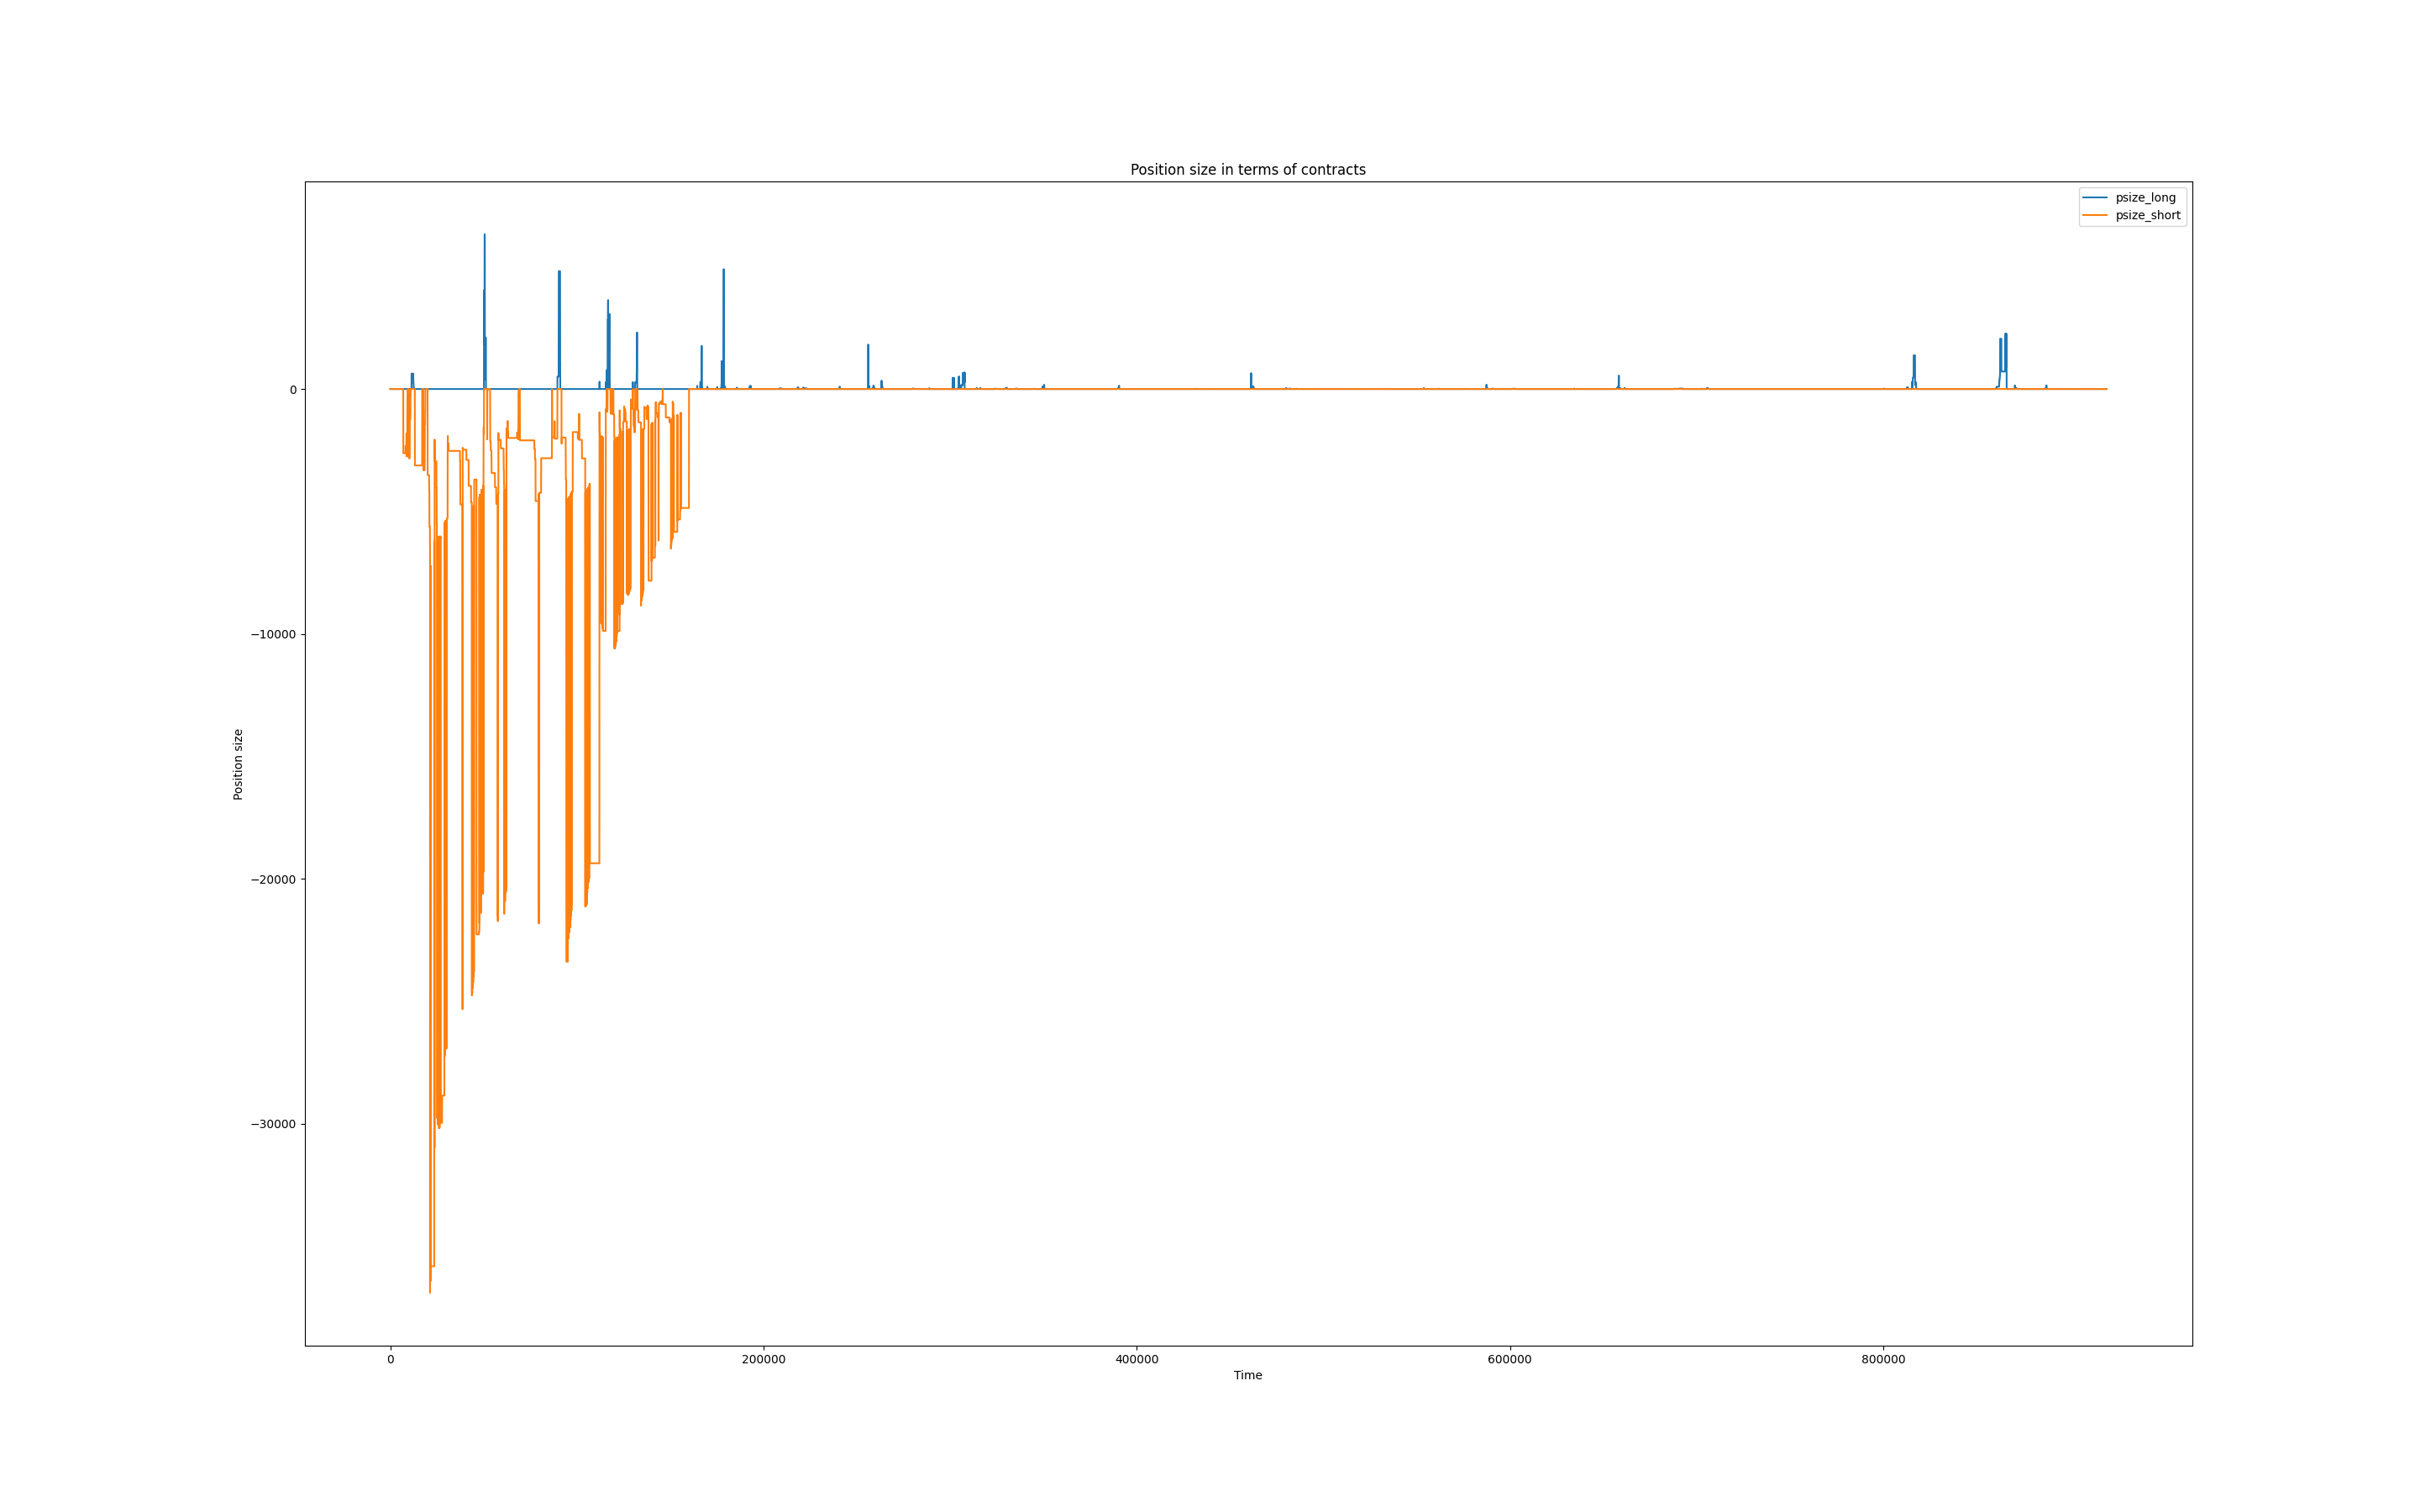 Position size in terms of contracts
psize_long
psize_short
0
−10000
−20000
−30000
Position size
0
200000
400000
600000
800000
Time